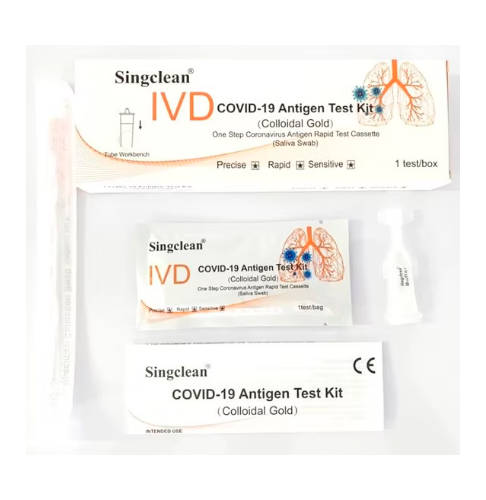 Singclean®
IVD COVID-19 Antigen Test Kit
(Colloidal Gold)
One Step Coronavirus Antigen Rapid Test Cassette
(Saliva Swab)
Tube Workbench
Precise Rapid Sensitive
1 test/box
Singclean®
IVD COVID-19 Antigen Test Kit
(Colloidal Gold)
One Step Coronavirus Antigen Rapid Test Cassette
(Saliva Swab)
Precise Rapid Sensitive
1test/bag
Singclean®
CE
COVID-19 Antigen Test Kit
(Colloidal Gold)
INTENDED USE